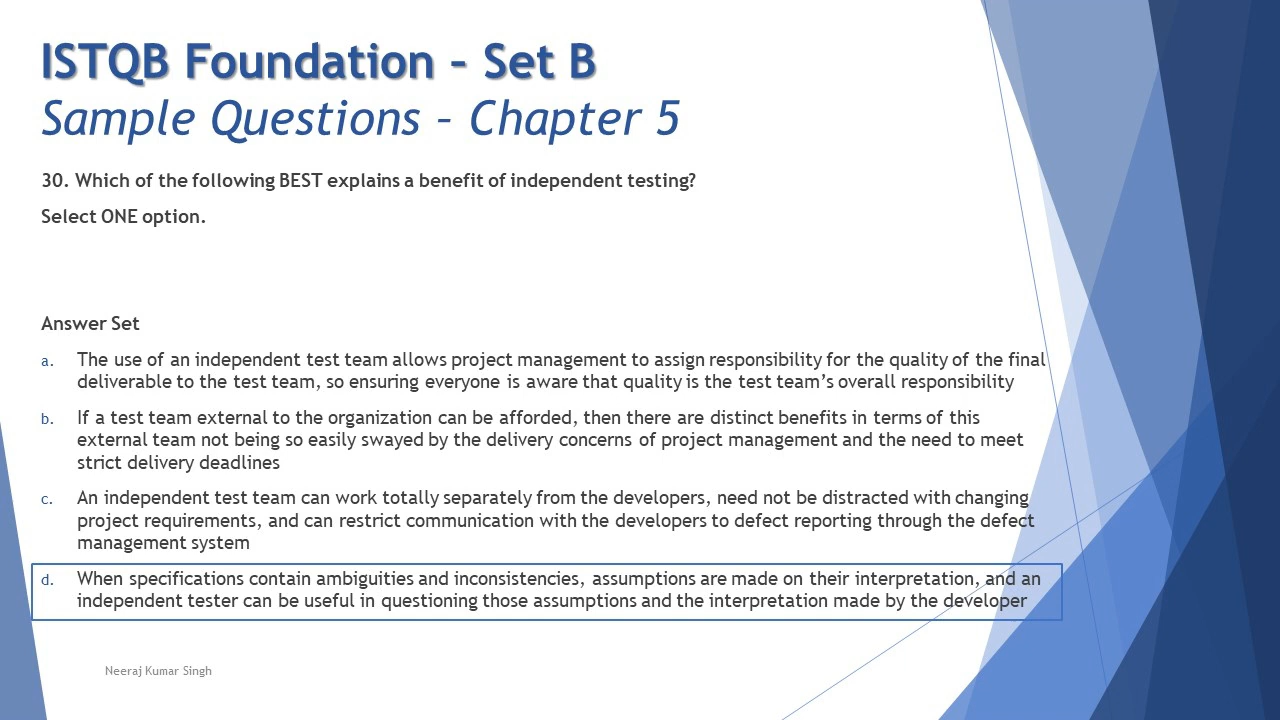 ISTQB Foundation – Set B
Sample Questions – Chapter 5
30. Which of the following BEST explains a benefit of independent testing?
Select ONE option.
Answer Set
a. The use of an independent test team allows project management to assign responsibility for the quality of the final
deliverable to the test team, so ensuring everyone is aware that quality is the test team’s overall responsibility
b. If a test team external to the organization can be afforded, then there are distinct benefits in terms of this
external team not being so easily swayed by the delivery concerns of project management and the need to meet
strict delivery deadlines
c. An independent test team can work totally separately from the developers, need not be distracted with changing
project requirements, and can restrict communication with the developers to defect reporting through the defect
management system
d. When specifications contain ambiguities and inconsistencies, assumptions are made on their interpretation, and an
independent tester can be useful in questioning those assumptions and the interpretation made by the developer
Neeraj Kumar Singh